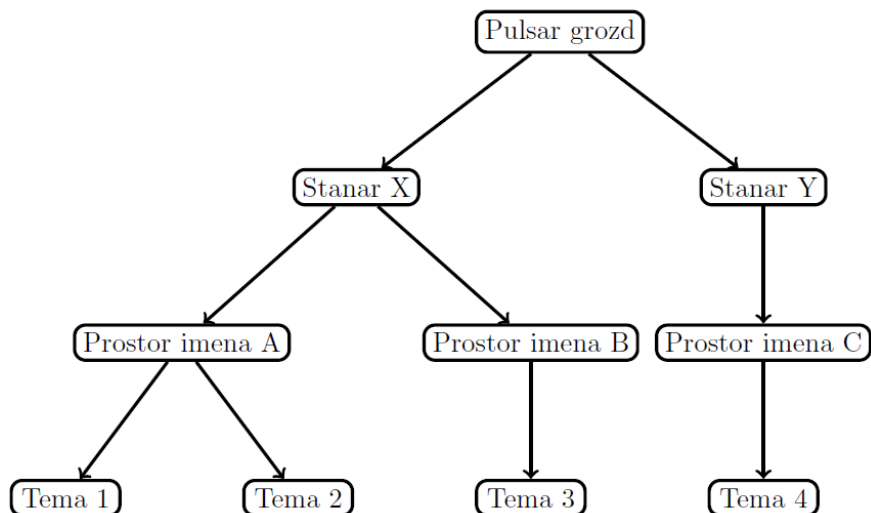 Pulsar grozd
Stanar X
Stanar Y
Prostor imena A
Prostor imena B
Prostor imena C
Tema 1
Tema 2
Tema 3
Tema 4